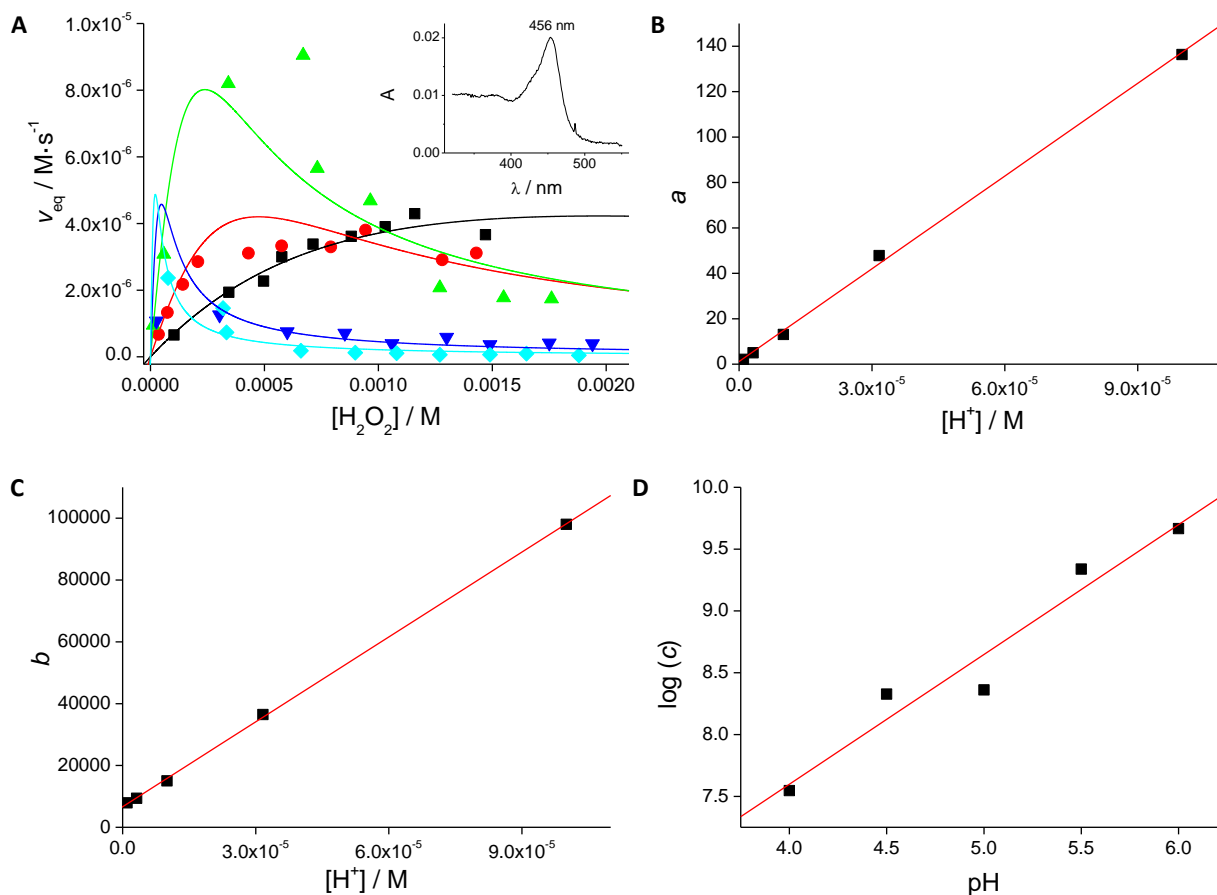 A
1.0x10⁻⁵
8.0x10⁻⁶
6.0x10⁻⁶
4.0x10⁻⁶
2.0x10⁻⁶
0.0
v_eq / M·s⁻¹
0.0000 0.0005 0.0010 0.0015 0.0020
[H₂O₂] / M
456 nm
0.02
0.01
0.00
A
400 500
λ / nm
B
140
120
100
80
60
40
20
0
a
0.0 3.0x10⁻⁵ 6.0x10⁻⁵ 9.0x10⁻⁵
[H⁺] / M
C
100000
80000
60000
40000
20000
0
b
0.0 3.0x10⁻⁵ 6.0x10⁻⁵ 9.0x10⁻⁵
[H⁺] / M
D
10.0
9.5
9.0
8.5
8.0
7.5
log (c)
4.0 4.5 5.0 5.5 6.0
pH